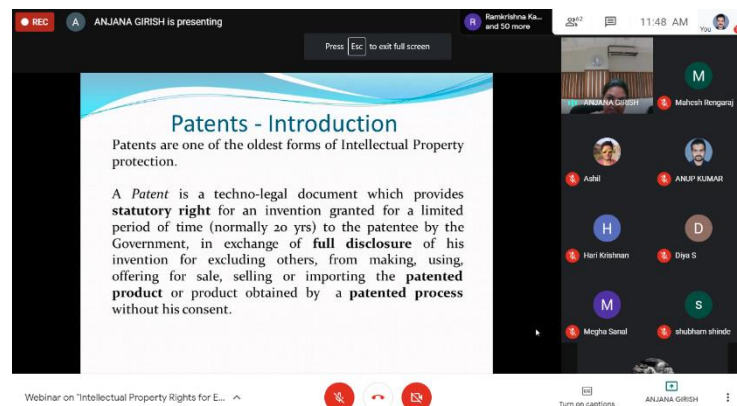 REC
A
ANJANA GIRISH is presenting
R
Ramkrishna Ka...
and 50 more
62
11:48 AM
You
Press Esc to exit full screen
Patents - Introduction
Patents are one of the oldest forms of Intellectual Property
protection.
A Patent is a techno-legal document which provides
statutory right for an invention granted for a limited
period of time (normally 20 yrs) to the patentee by the
Government, in exchange of full disclosure of his
invention for excluding others, from making, using,
offering for sale, selling or importing the patented
product or product obtained by a patented process
without his consent.
ANJANA GIRISH
M
Mahesh Rengaraj
Ashil
ANUP KUMAR
H
Hari Krishnan
D
Diya S
M
Megha Sanal
s
shubham shinde
Webinar on "Intellectual Property Rights for E...
Turn on captions
ANJANA GIRISH